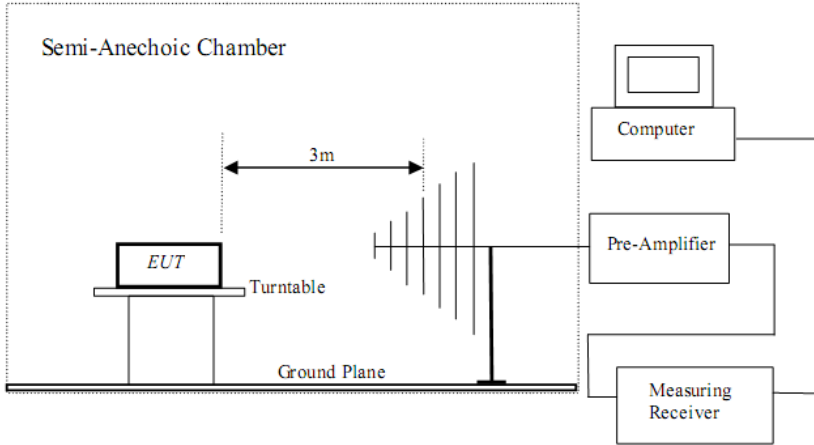 Semi-Anechoic Chamber
Computer
3m
Pre-Amplifier
EUT
Turntable
Ground Plane
Measuring
Receiver